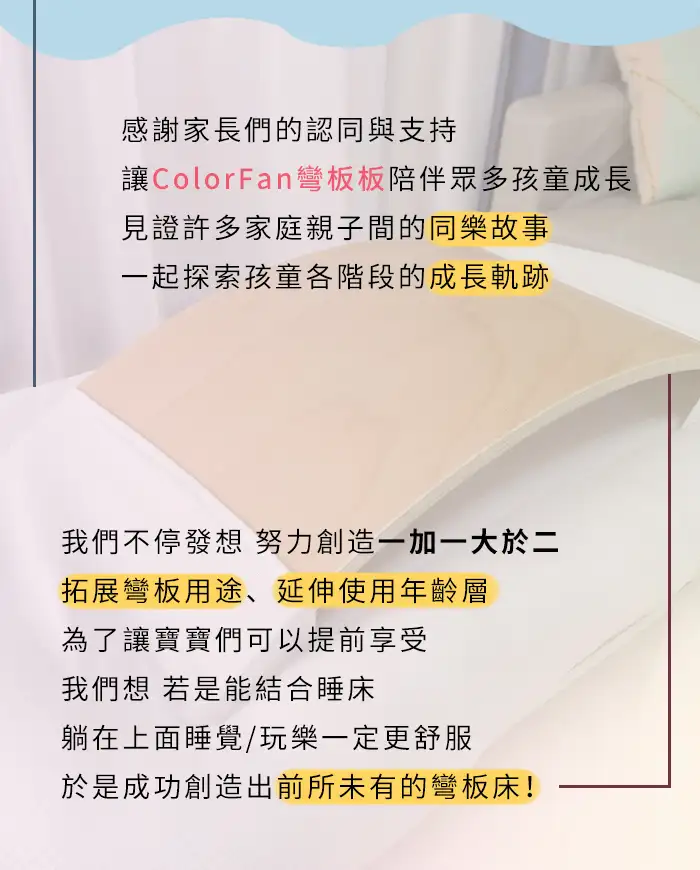 感謝家長們的認同與支持
讓ColorFan彎板板陪伴眾多孩童成長
見證許多家庭親子間的同樂故事
一起探索孩童各階段的成長軌跡
我們不停發想 努力創造一加一大於二
拓展彎板用途、延伸使用年齡層
為了讓寶寶們可以提前享受
我們想 若是能結合睡床
躺在上面睡覺/玩樂一定更舒服
於是成功創造出前所未有的彎板床!